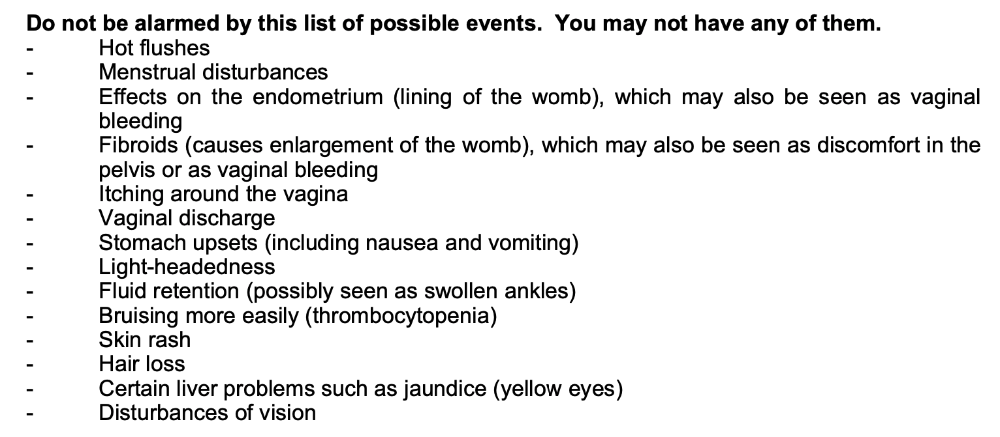 Do not be alarmed by this list of possible events.  You may not have any of them.
- Hot flushes
- Menstrual disturbances
- Effects on the endometrium (lining of the womb), which may also be seen as vaginal
bleeding
- Fibroids (causes enlargement of the womb), which may also be seen as discomfort in the
pelvis or as vaginal bleeding
- Itching around the vagina
- Vaginal discharge
- Stomach upsets (including nausea and vomiting)
- Light-headedness
- Fluid retention (possibly seen as swollen ankles)
- Bruising more easily (thrombocytopenia)
- Skin rash
- Hair loss
- Certain liver problems such as jaundice (yellow eyes)
- Disturbances of vision